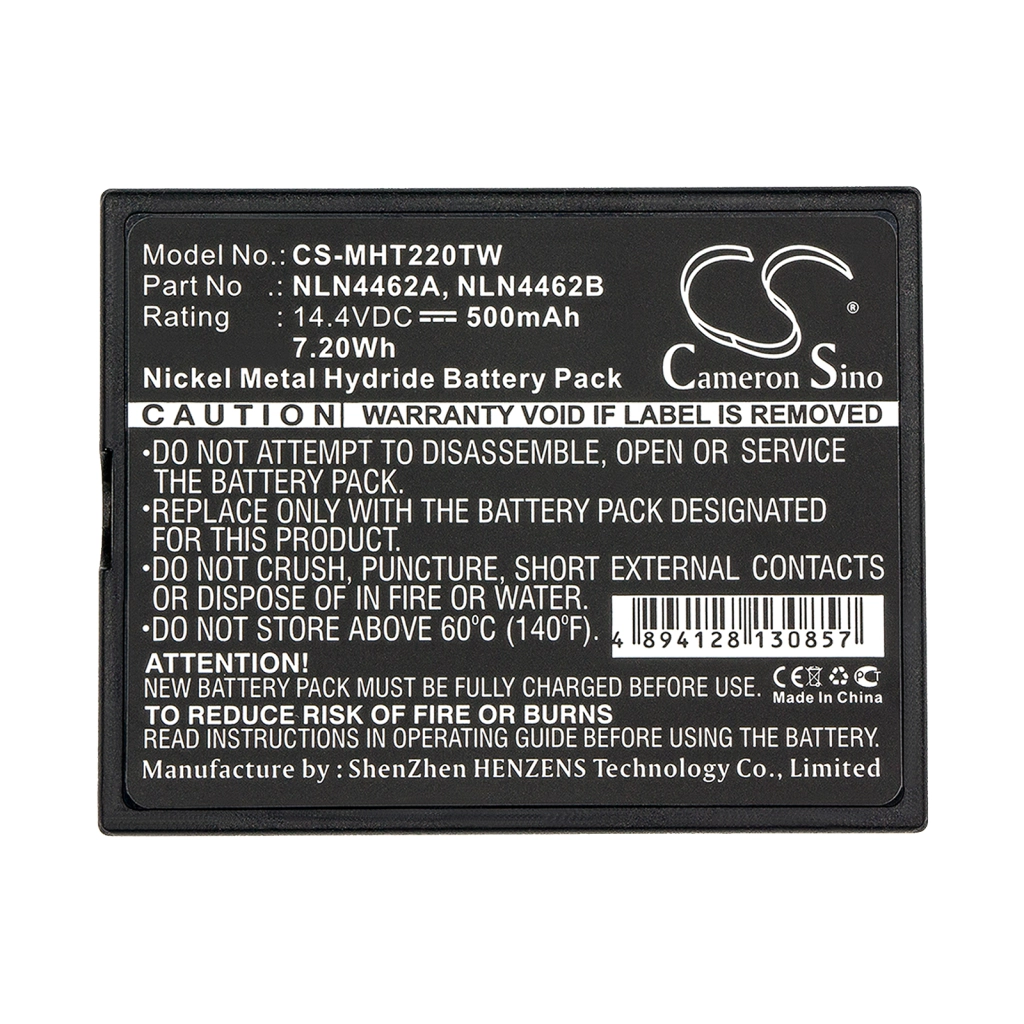 Model No.: CS-MHT220TW
Part No .: NLN4462A, NLN4462B
Rating : 14.4VDC 500mAh
7.20Wh
Nickel Metal Hydride Battery Pack
CS
®
Cameron Sino
CAUTION WARRANTY VOID IF LABEL IS REMOVED
•DO NOT ATTEMPT TO DISASSEMBLE, OPEN OR SERVICE
THE BATTERY PACK.
•REPLACE ONLY WITH THE BATTERY PACK DESIGNATED
FOR THIS PRODUCT.
•DO NOT CRUSH, PUNCTURE, SHORT EXTERNAL CONTACTS
OR DISPOSE OF IN FIRE OR WATER.
•DO NOT STORE ABOVE 60°C (140°F).
4 894128 130857
ATTENTION!
NEW BATTERY PACK MUST BE FULLY CHARGED BEFORE USE.
CE PCT
Made In China
TO REDUCE RISK OF FIRE OR BURNS
READ INSTRUCTIONS IN OPERATING GUIDE BEFORE USING THE BATTERY.
Manufacture by : ShenZhen HENZENS Technology Co., Limited